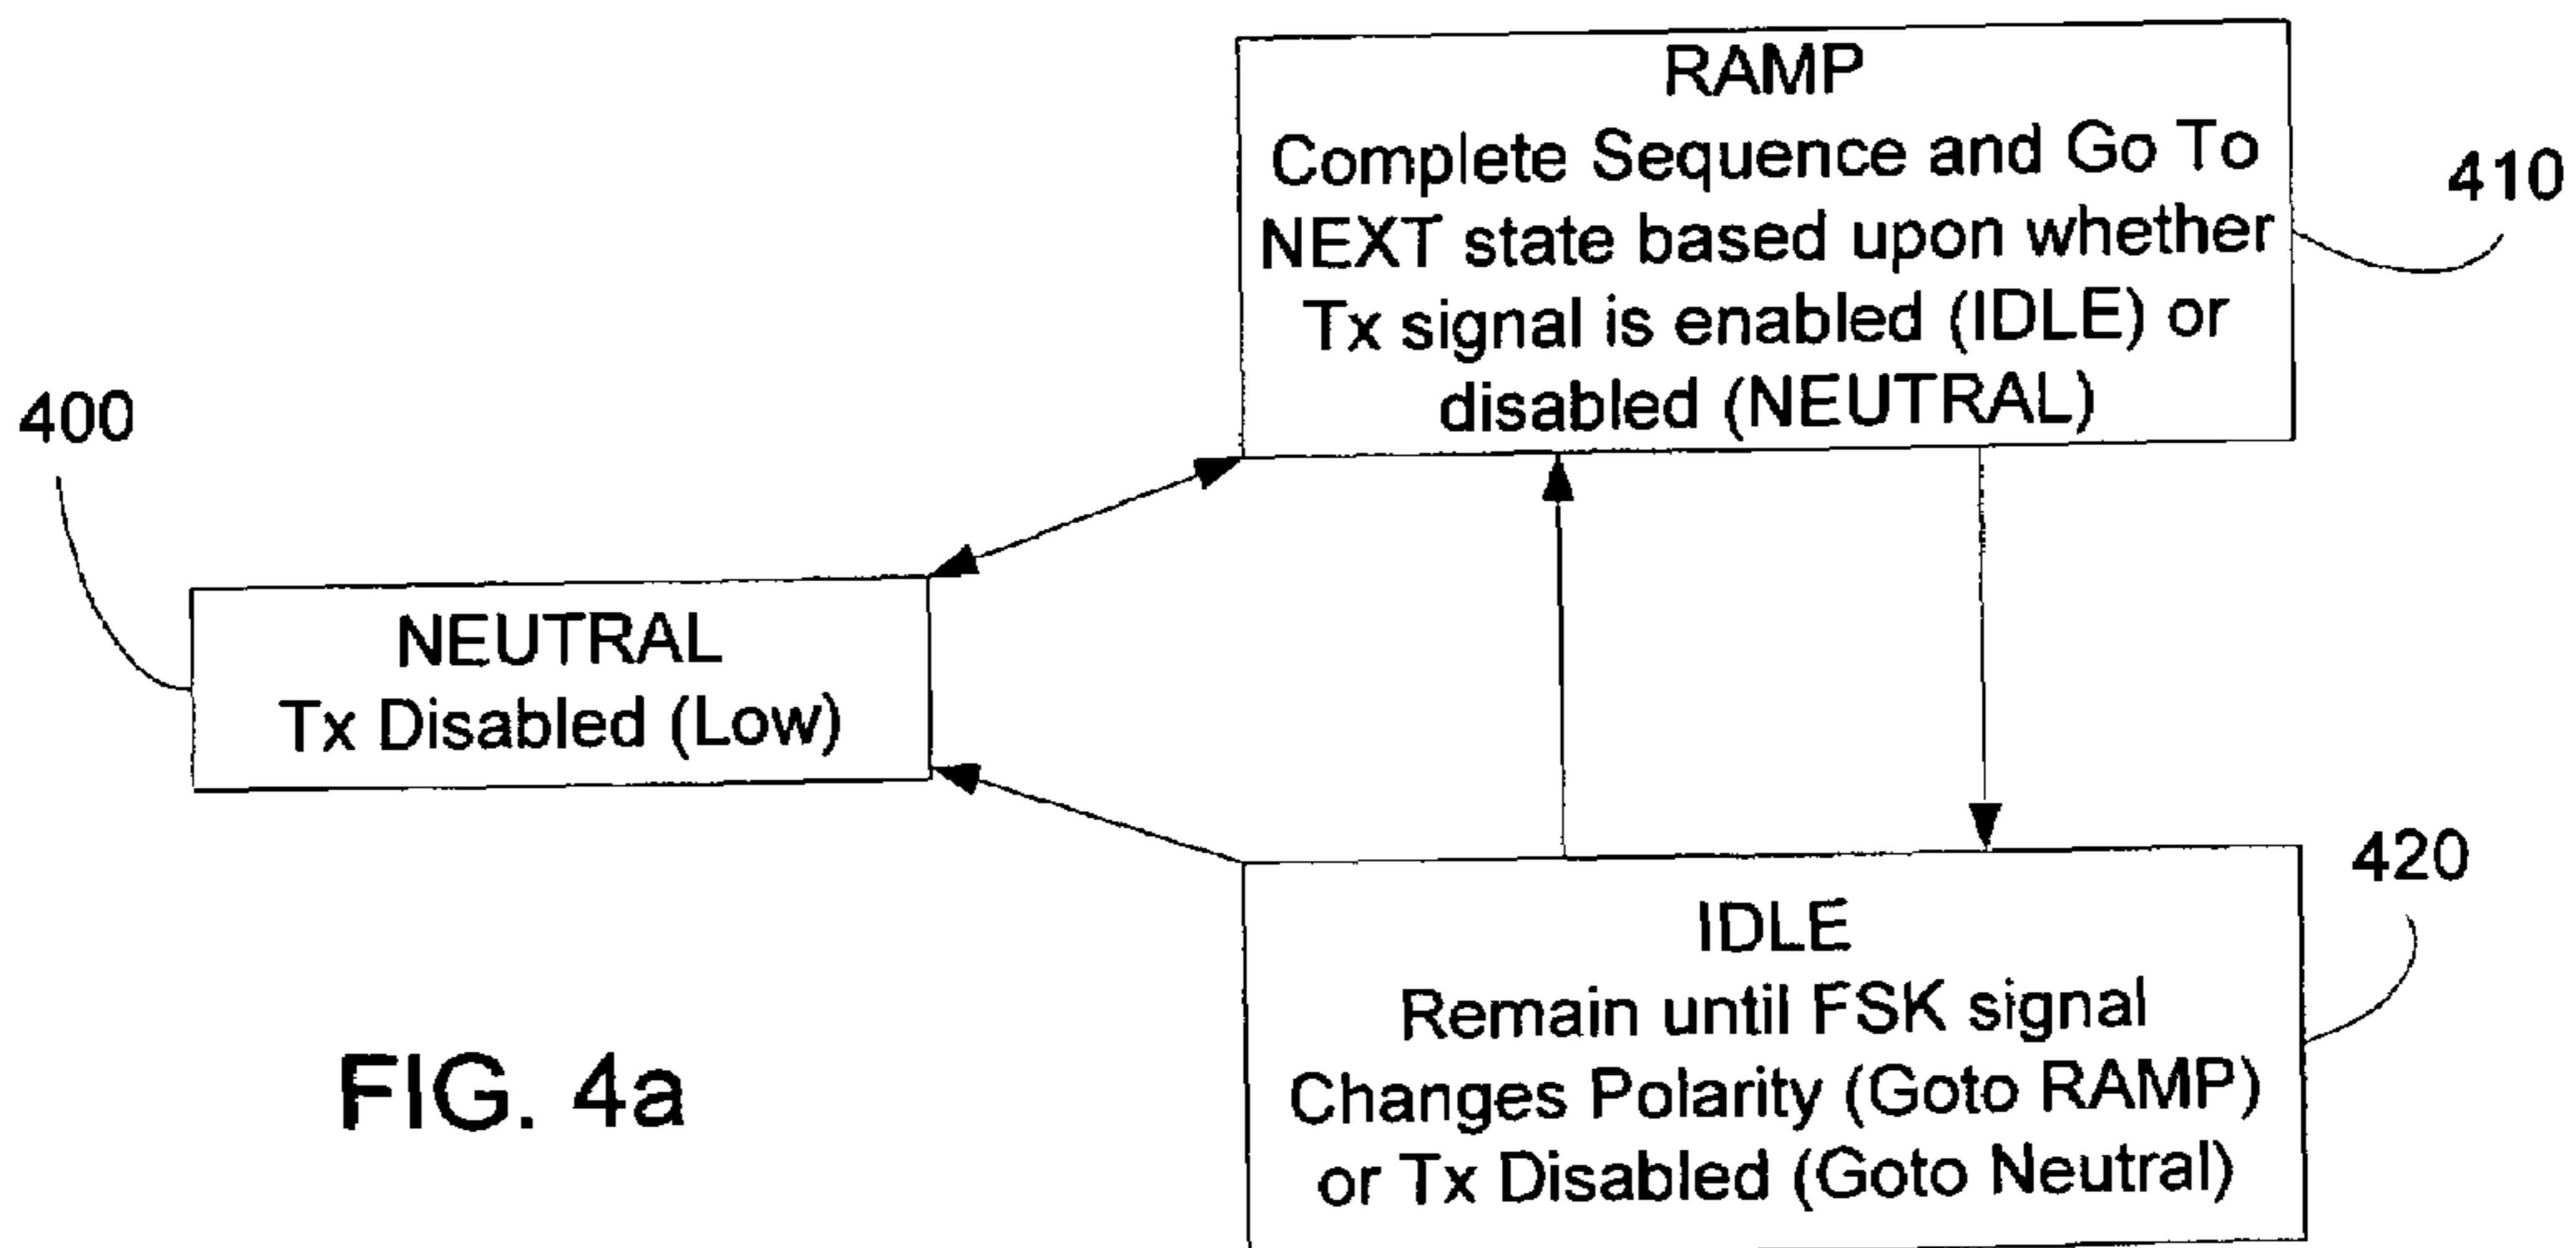 RAMP
Complete Sequence and Go To
NEXT state based upon whether
Tx signal is enabled (IDLE) or
disabled (NEUTRAL)
410
400
NEUTRAL
Tx Disabled (Low)
420
IDLE
Remain until FSK signal
Changes Polarity (Goto RAMP)
or Tx Disabled (Goto Neutral)
FIG. 4a